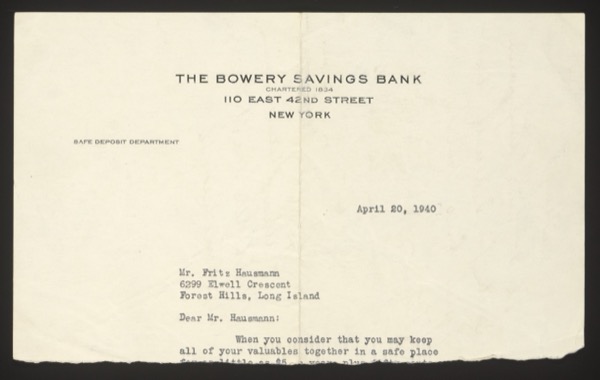 THE BOWERY SAVINGS BANK
CHARTERED 1834
110 EAST 42ND STREET
NEW YORK
SAFE DEPOSIT DEPARTMENT
April 20, 1940
Mr. Fritz Hausmann
6299 Elwell Crescent
Forest Hills, Long Island
Dear Mr. Hausmann:
When you consider that you may keep
all of your valuables together in a safe place